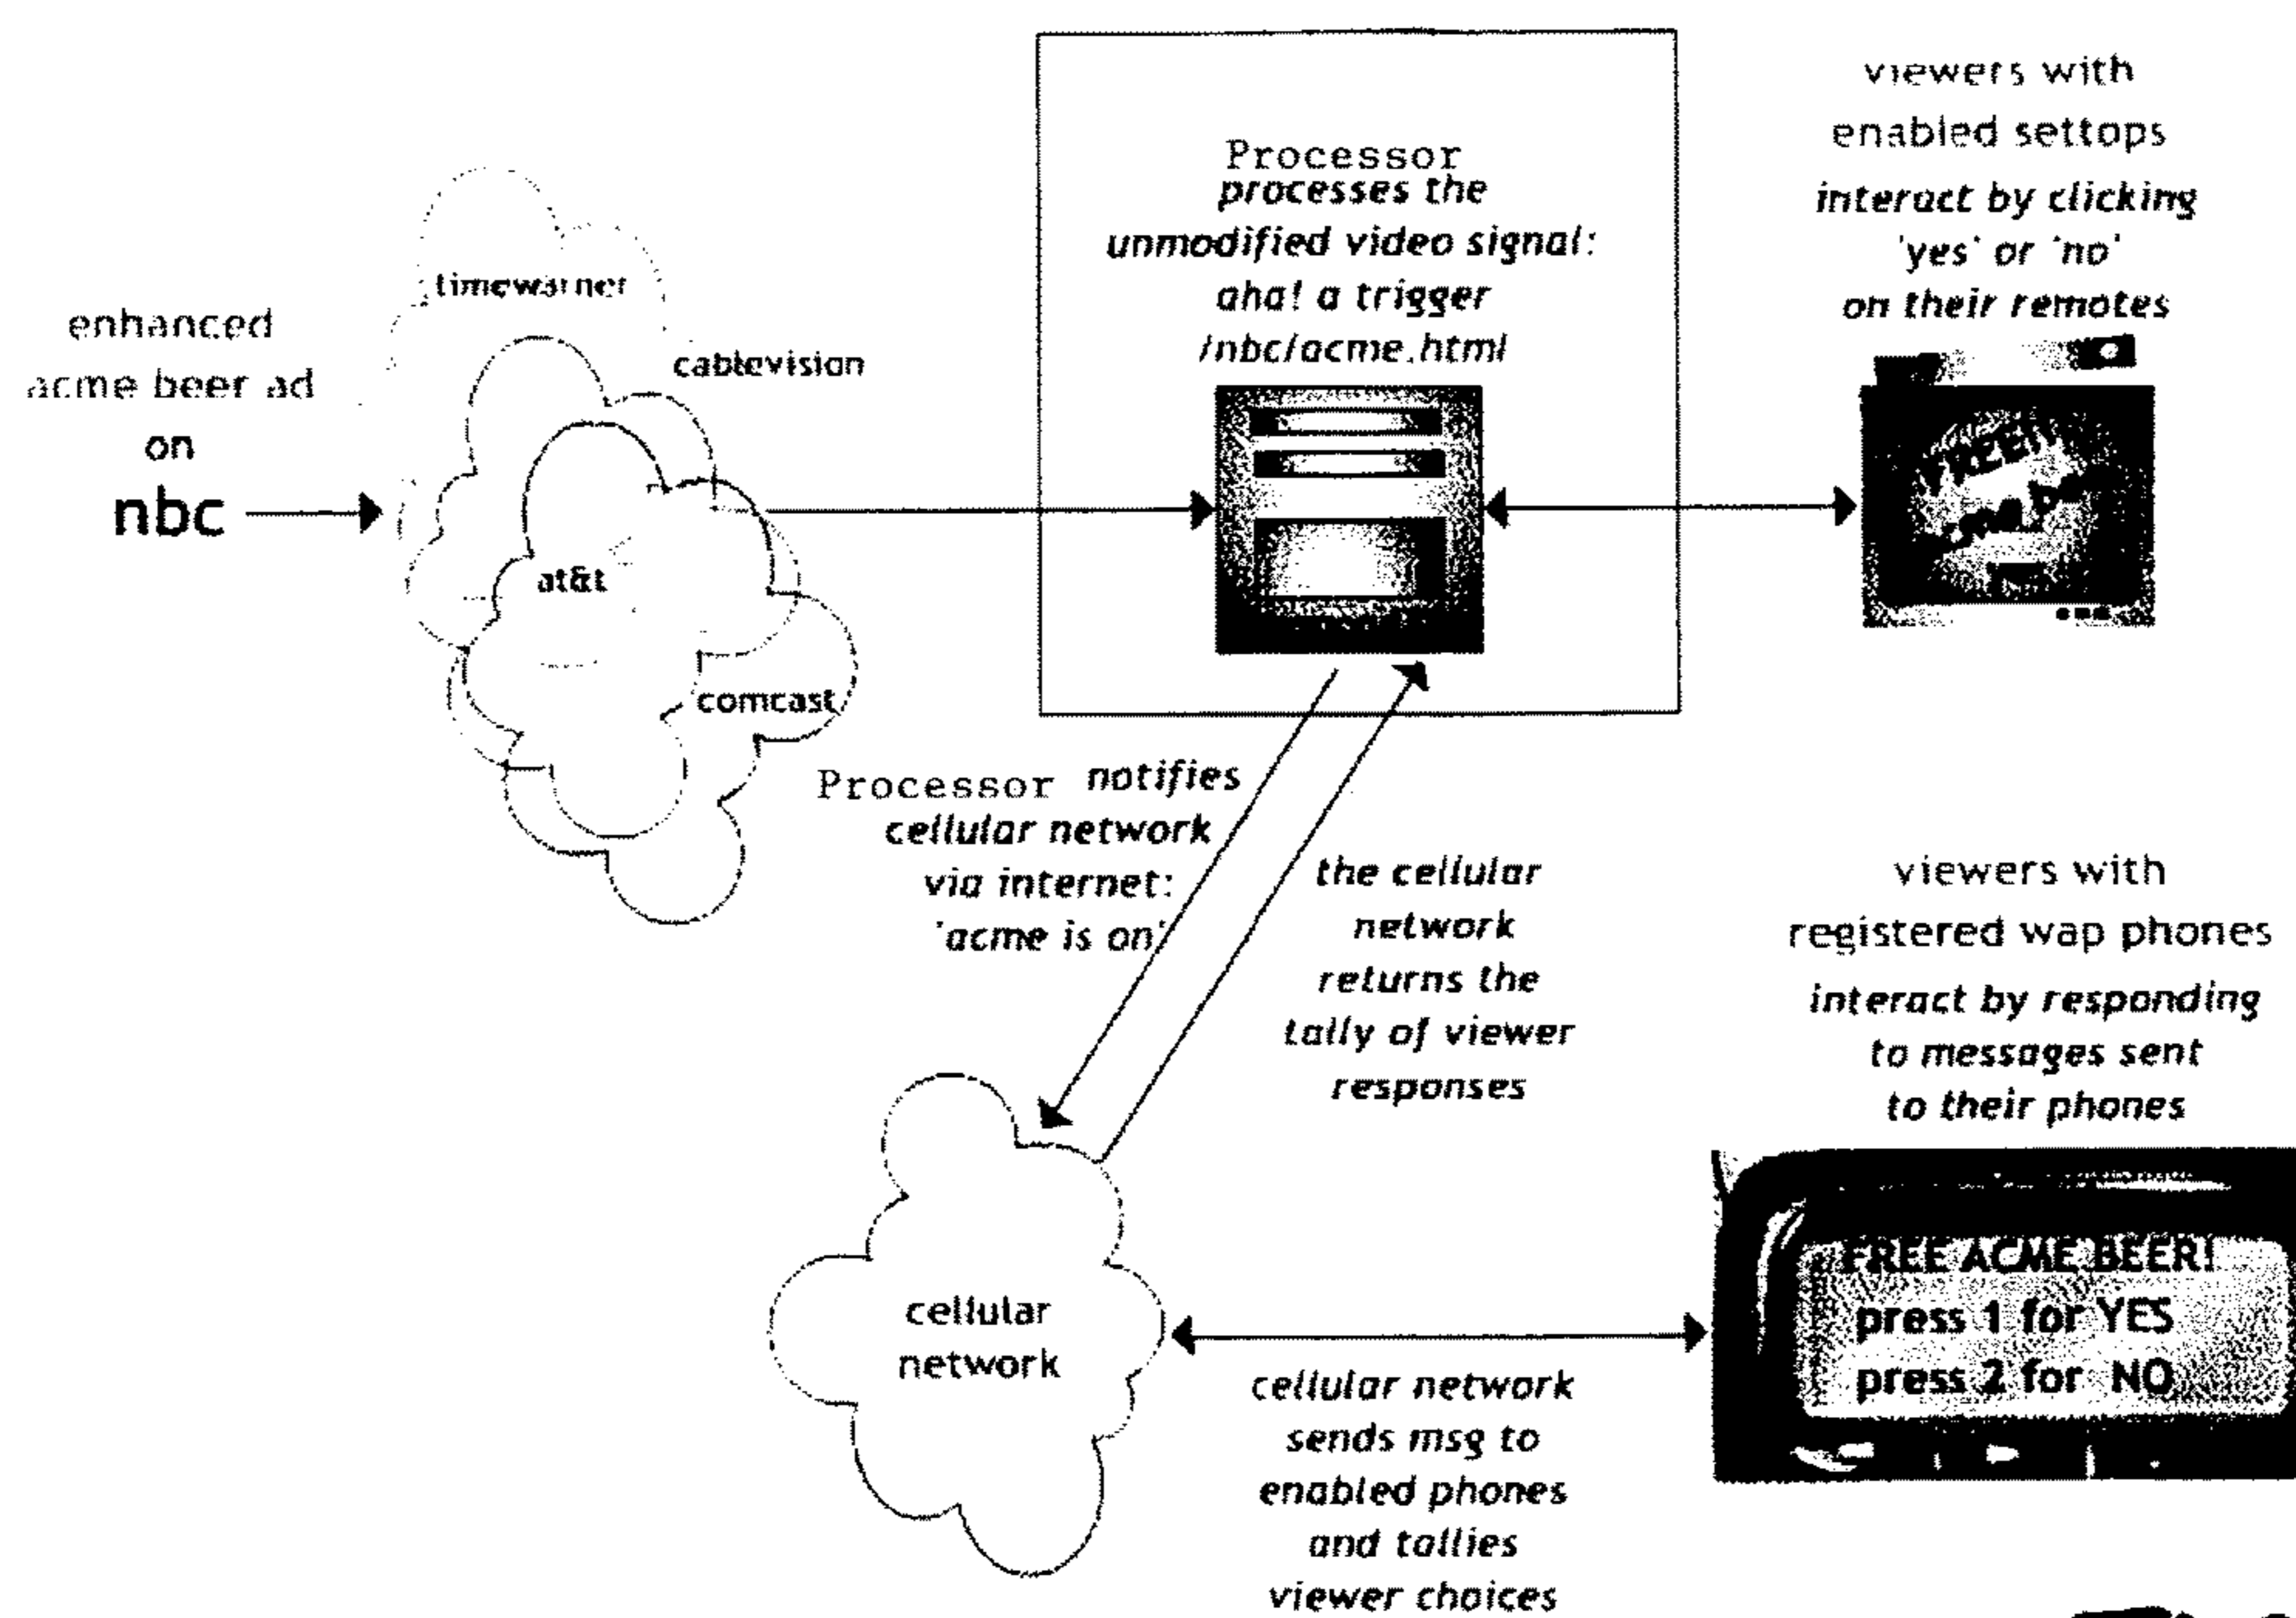 enhanced
acme beer ad
on
nbc
timewarner
cablevision
at&t
comcast
Processor
processes the
unmodified video signal:
aha! a trigger
/nbc/acme.html
viewers with
enabled settops
interact by clicking
'yes' or 'no'
on their remotes
FREE
Processor notifies
cellular network
via internet:
'acme is on'
the cellular
network
returns the
tally of viewer
responses
viewers with
registered wap phones
interact by responding
to messages sent
to their phones
FREE ACME BEER!
press 1 for YES
press 2 for NO
cellular
network
cellular network
sends msg to
enabled phones
and tallies
viewer choices